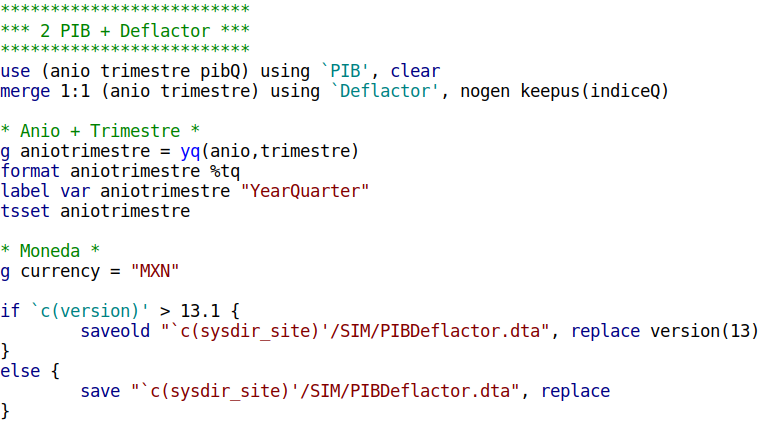 *************************
*** 2 PIB + Deflactor ***
*************************
use (anio trimestre pibQ) using `PIB', clear
merge 1:1 (anio trimestre) using `Deflactor', nogen keepus(indiceQ)

* Anio + Trimestre *
g aniotrimestre = yq(anio,trimestre)
format aniotrimestre %tq
label var aniotrimestre "YearQuarter"
tsset aniotrimestre

* Moneda *
g currency = "MXN"

if `c(version)' > 13.1 {
	saveold "`c(sysdir_site)'/SIM/PIBDeflactor.dta", replace version(13)
}
else {
	save "`c(sysdir_site)'/SIM/PIBDeflactor.dta", replace
}